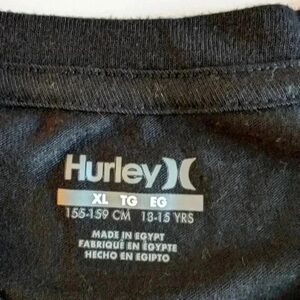 Hurley )(
XL TG EG
155-159 CM 13-15 YRS
MADE IN EGYPT
FABRIQUÉ EN ÉGYPTE
HECHO EN EGIPTO